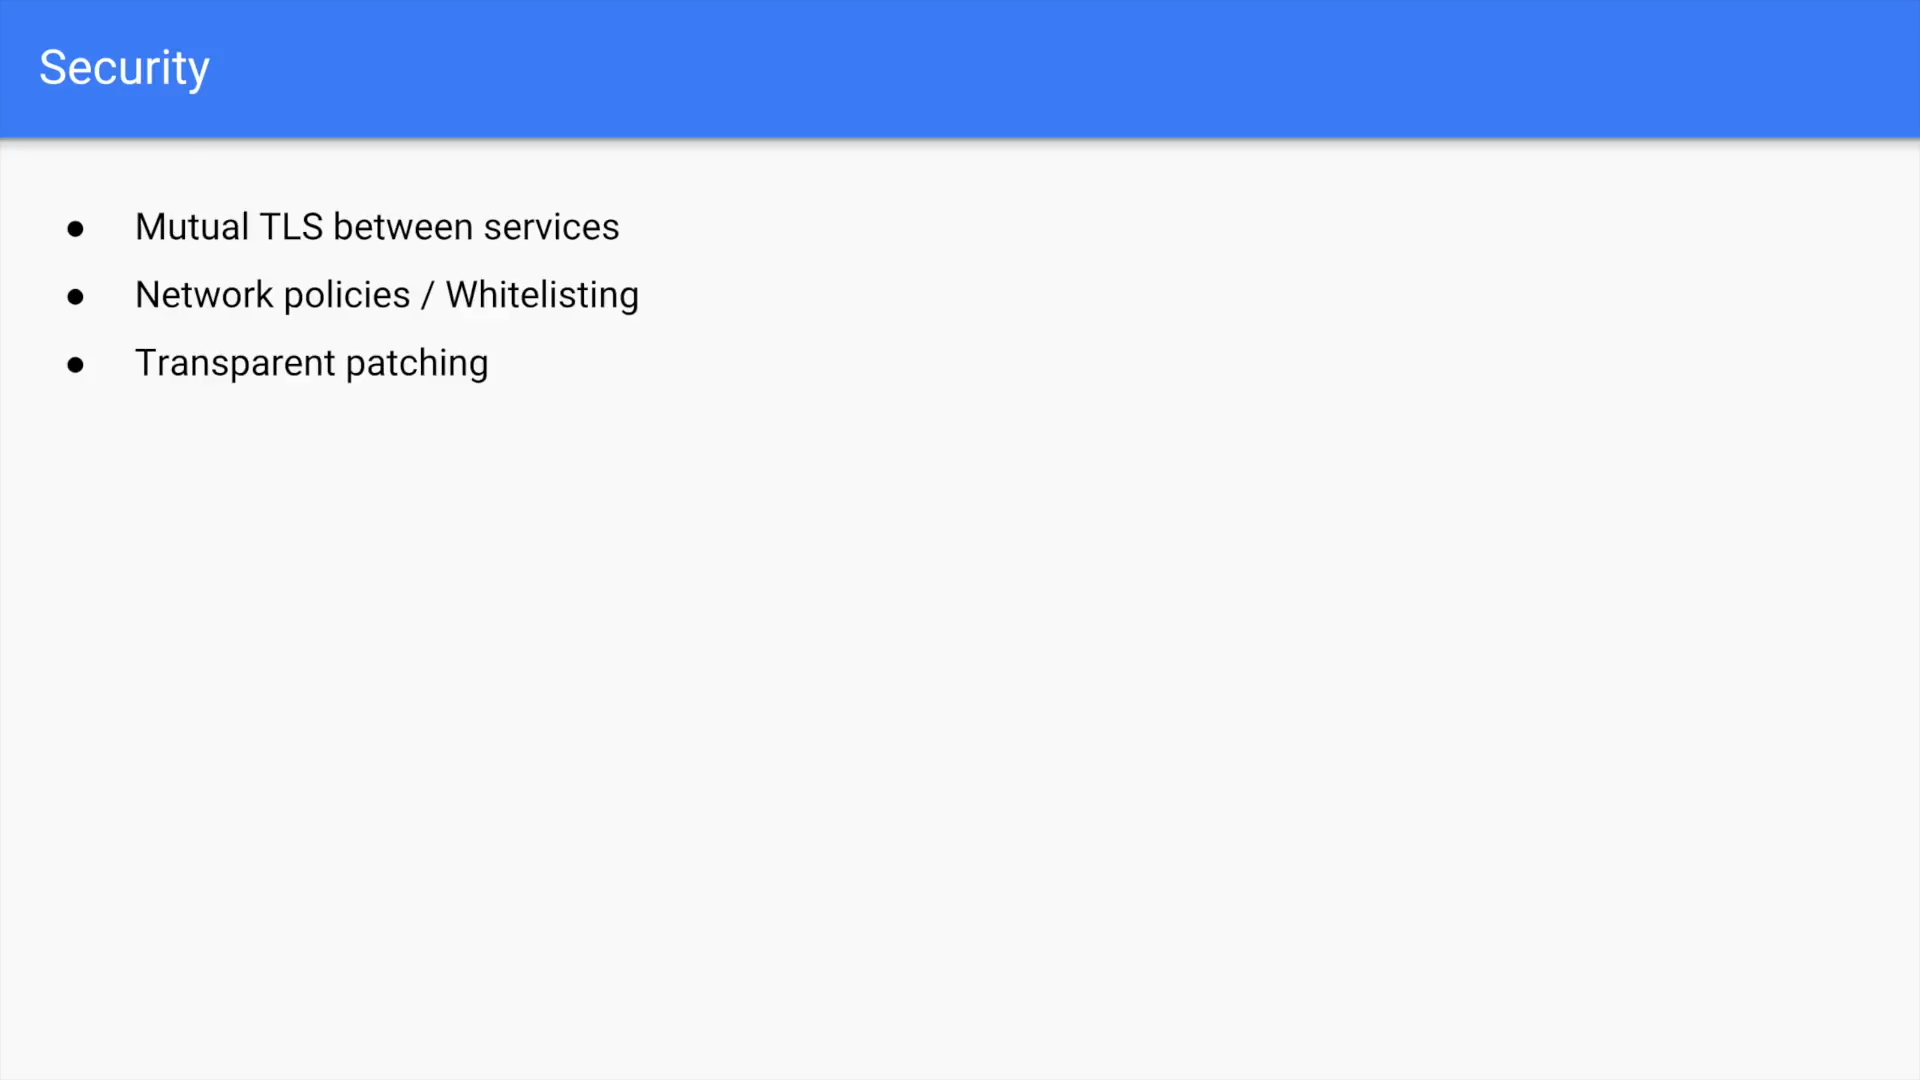 Security
● Mutual TLS between services
● Network policies / Whitelisting
● Transparent patching